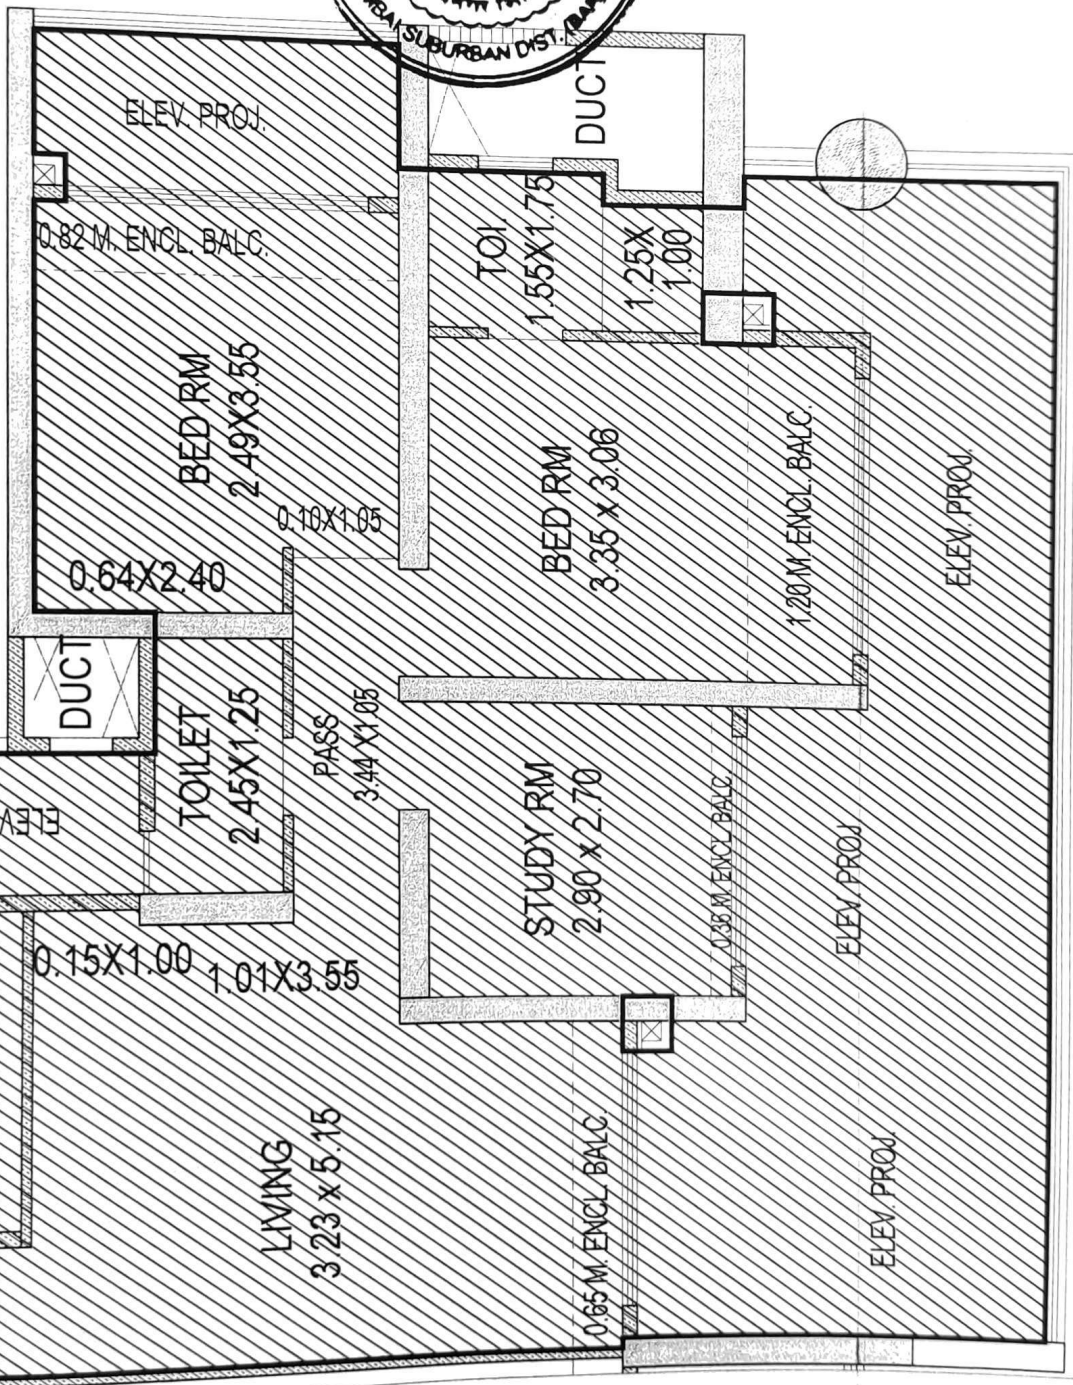 SUBURBAN DIST.
ELEV. PROJ.
DUCT
0.82 M. ENCL. BALC.
TOI.
1.55X1.75
1.25X
1.00
BED RM
2.49X3.55
0.10X1.05
0.64X2.40
BED RM
3.35 x 3.06
1.20 M. ENCL. BALC.
ELEV. PROJ.
DUCT
TOILET
2.45X1.25
PASS
3.44 X1.05
STUDY RM
2.90 x 2.70
0.36 M. ENCL BALC
ELEV. PROJ
ELEV
0.15X1.00
1.01X3.55
LIVING
3.23 x 5.15
0.65 M. ENCL. BALC.
ELEV. PROJ.